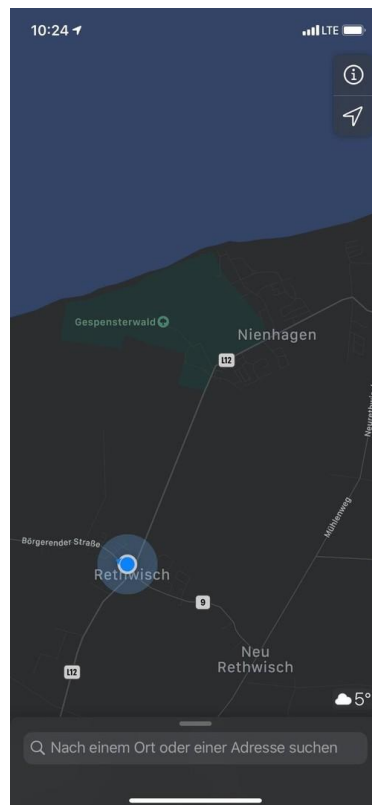 10:24
LTE
Gespensterwald
Nienhagen
L12
Neurethwisch
Mühlenweg
Börgerender Straße
Rethwisch
9
Neu
Rethwisch
L12
5°
Nach einem Ort oder einer Adresse suchen